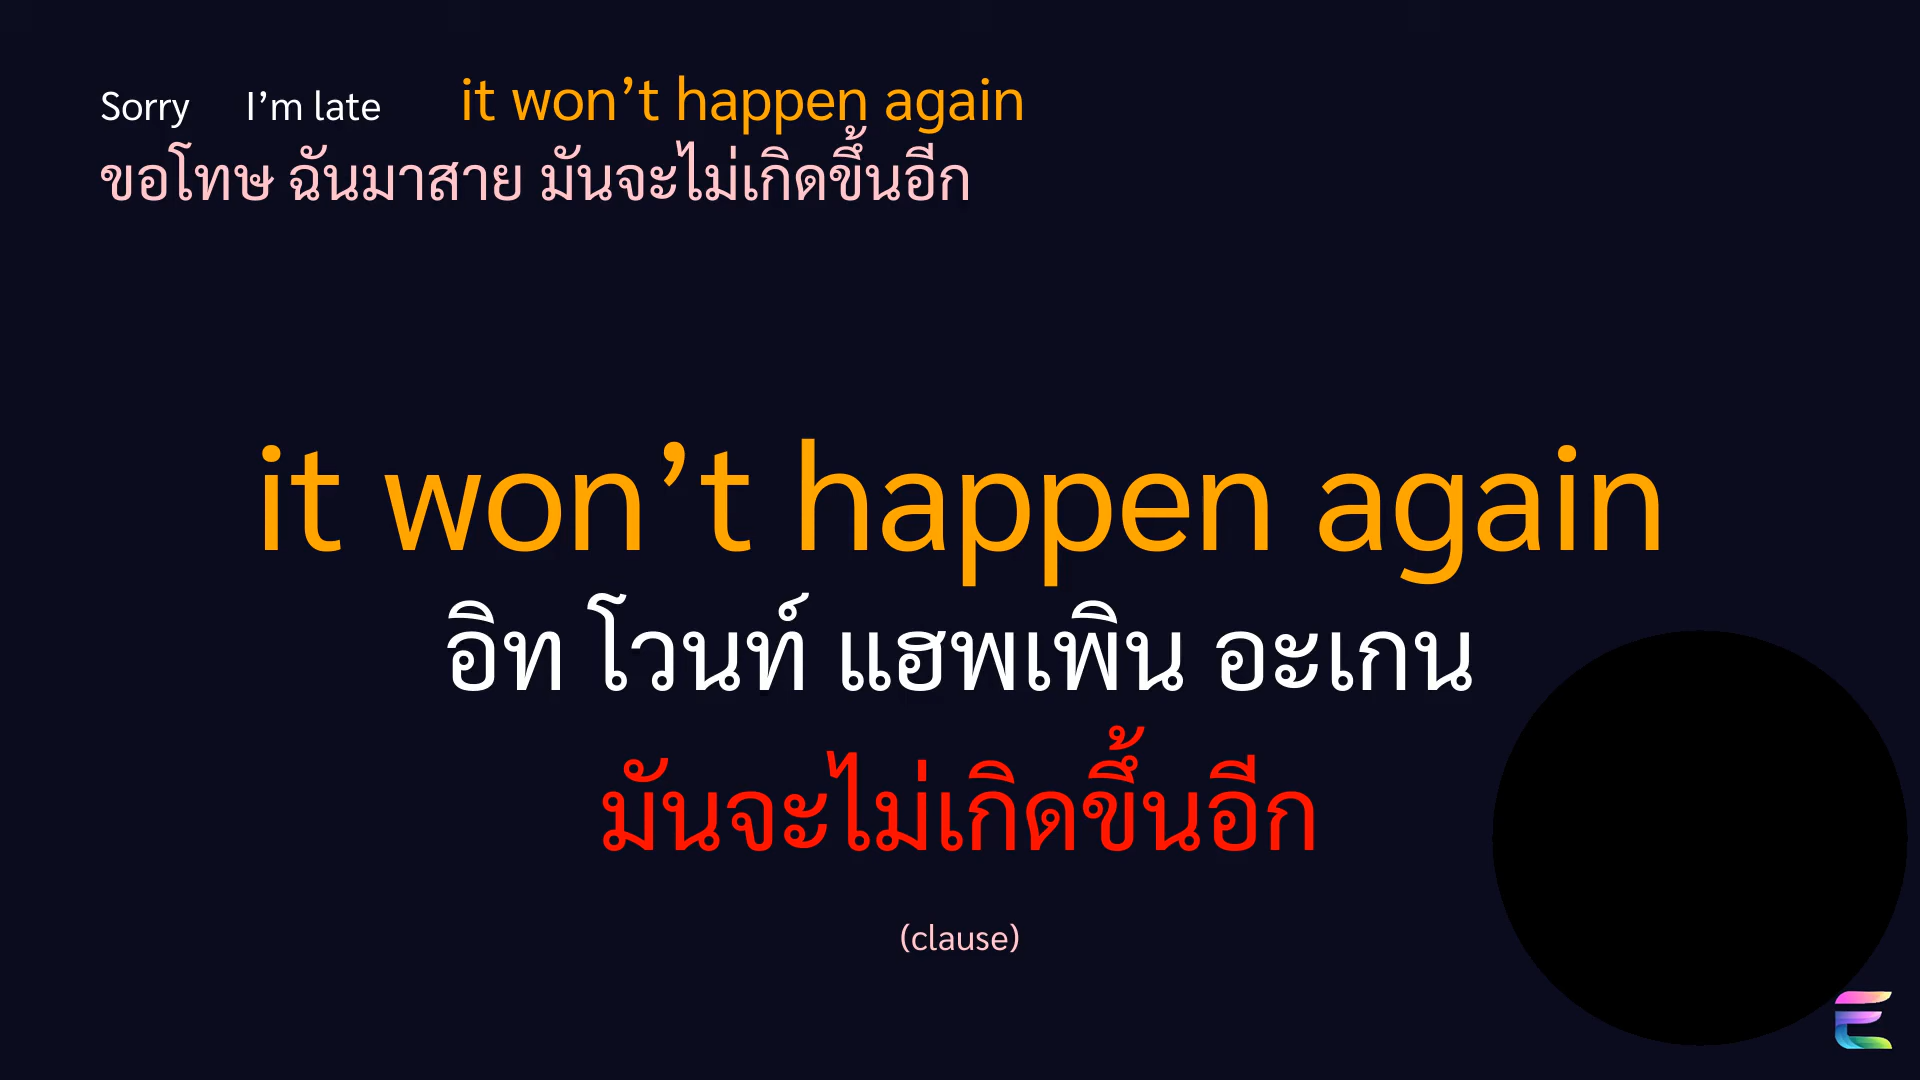 Sorry I’m late it won’t happen again
ขอโทษ ฉันมาสาย มันจะไม่เกิดขึ้นอีก
it won’t happen again
อิท โวนท์ แฮพเพิน อะเกน
มันจะไม่เกิดขึ้นอีก
(clause)